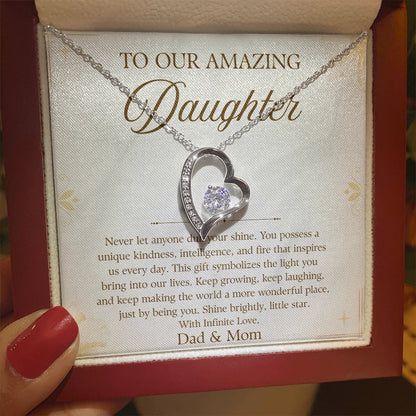 TO OUR AMAZING
Daughter
Never let anyone dull your shine. You possess a
unique kindness, intelligence, and fire that inspires
us every day. This gift symbolizes the light you
bring into our lives. Keep growing, keep laughing,
and keep making the world a more wonderful place,
just by being you. Shine brightly, little star.
With Infinite Love,
Dad & Mom